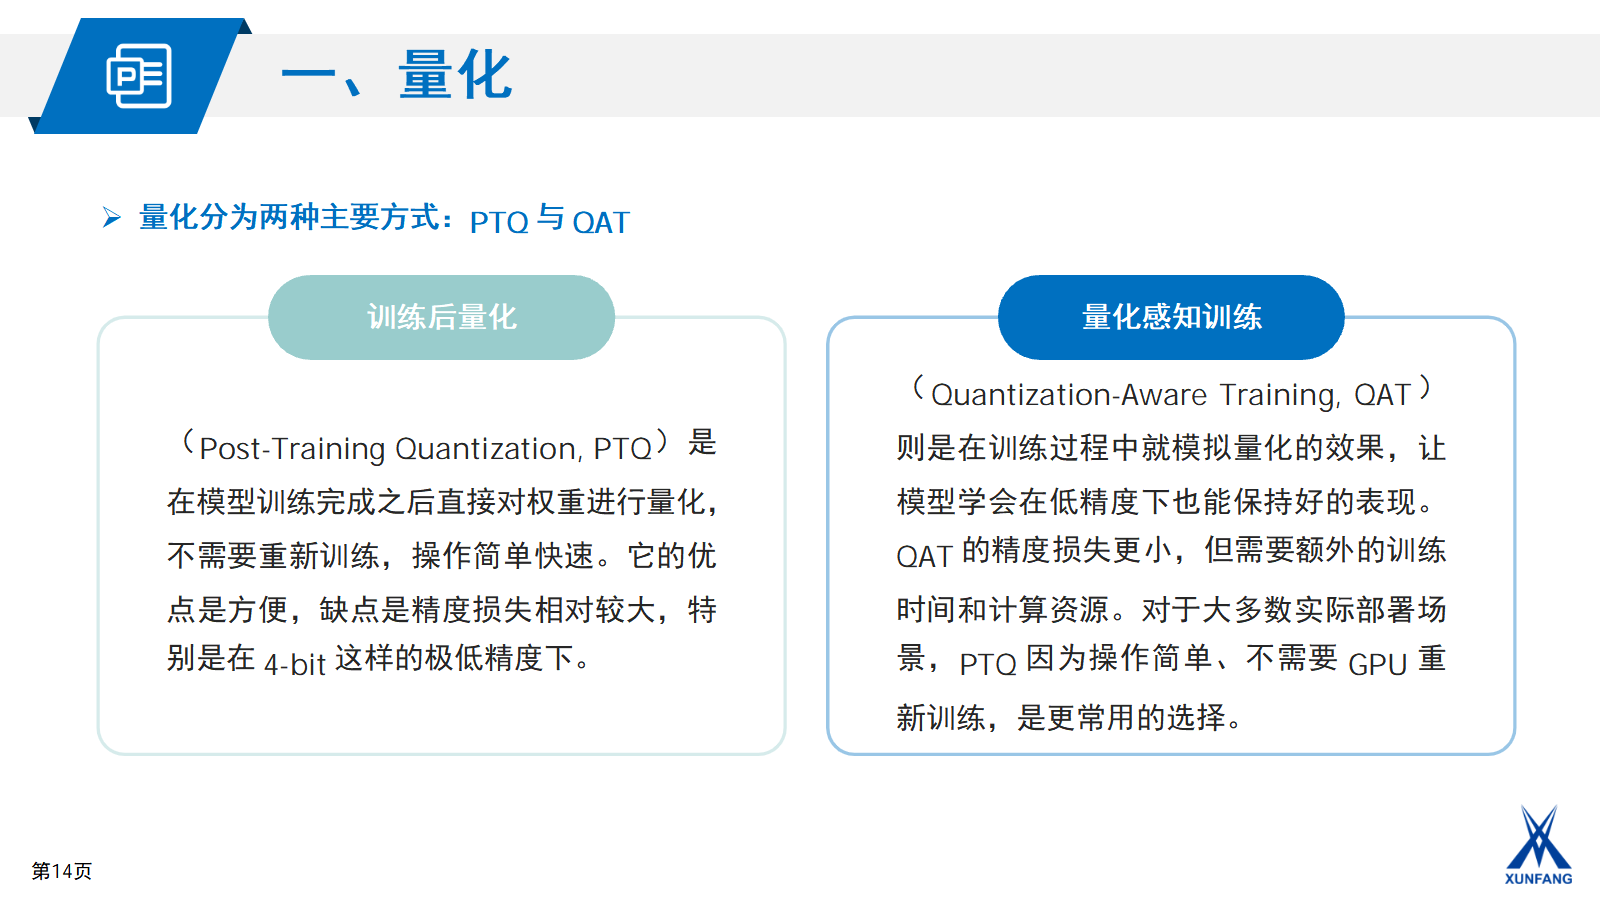 一、量化
量化分为两种主要方式：PTQ 与 QAT
训练后量化
（Post-Training Quantization, PTQ）是
在模型训练完成之后直接对权重进行量化，
不需要重新训练，操作简单快速。它的优
点是方便，缺点是精度损失相对较大，特
别是在 4-bit 这样的极低精度下。
量化感知训练
（Quantization-Aware Training, QAT）
则是在训练过程中就模拟量化的效果，让
模型学会在低精度下也能保持好的表现。
QAT 的精度损失更小，但需要额外的训练
时间和计算资源。对于大多数实际部署场
景，PTQ 因为操作简单、不需要 GPU 重
新训练，是更常用的选择。
第14页
XUNFANG